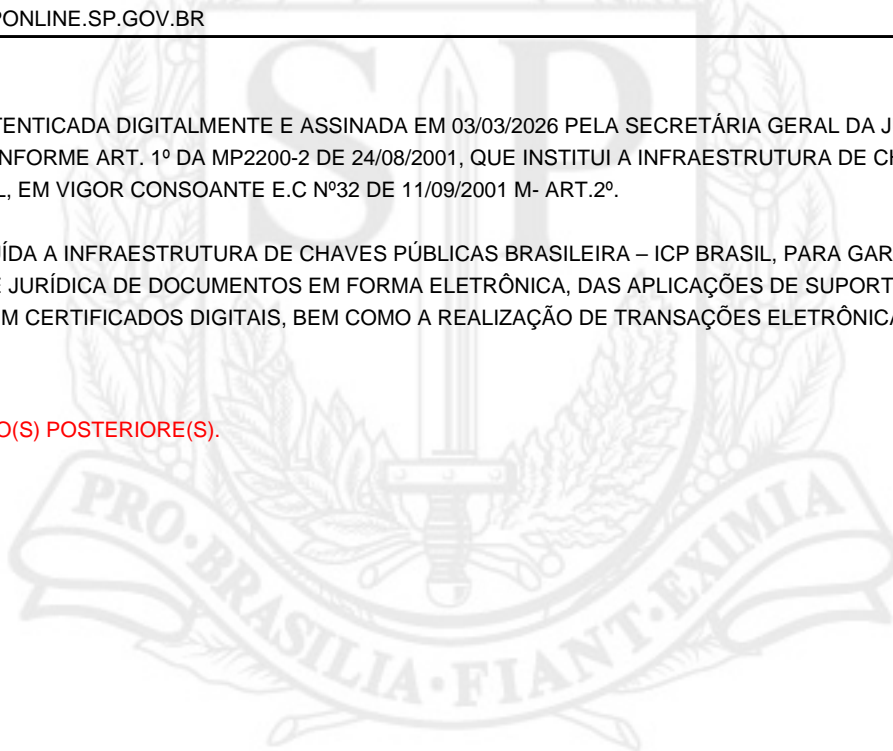 PONLINE.SP.GOV.BR
TENTICADA DIGITALMENTE E ASSINADA EM 03/03/2026 PELA SECRETÁRIA GERAL DA J
NFORME ART. 1º DA MP2200-2 DE 24/08/2001, QUE INSTITUI A INFRAESTRUTURA DE CH
L, EM VIGOR CONSOANTE E.C Nº32 DE 11/09/2001 M- ART.2º.
ÍDA A INFRAESTRUTURA DE CHAVES PÚBLICAS BRASILEIRA – ICP BRASIL, PARA GAR
E JURÍDICA DE DOCUMENTOS EM FORMA ELETRÔNICA, DAS APLICAÇÕES DE SUPORT
M CERTIFICADOS DIGITAIS, BEM COMO A REALIZAÇÃO DE TRANSAÇÕES ELETRÔNICA
O(S) POSTERIORE(S).
SP
PRO·BRASILIA·FIANT·EXIMIA